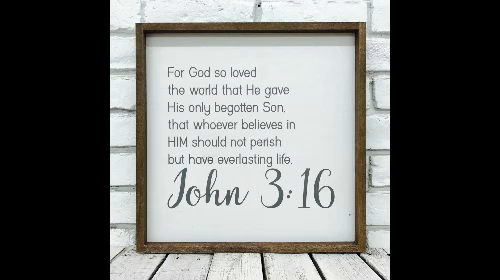 For God so loved
the world that He gave
His only begotten Son,
that whoever believes in
HIM should not perish
but have everlasting life.
John 3:16